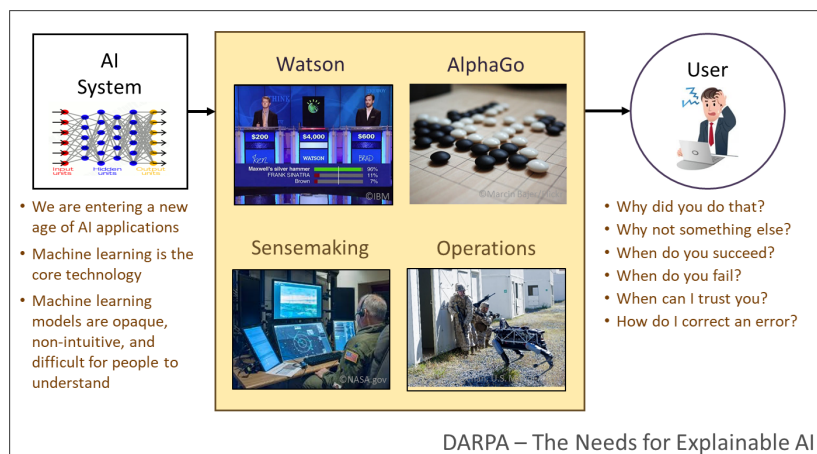 AI
System
Input
units
Hidden
units
Output
units
• We are entering a new
age of AI applications
• Machine learning is the
core technology
• Machine learning
models are opaque,
non-intuitive, and
difficult for people to
understand
Watson
THINK
$200
$4,000
$600
KEN
WATSON
BRAD
Maxwell's silver hammer 96%
FRANK SINATRA 11%
Brown 7%
©IBM
AlphaGo
Sensemaking
©NASA.gov
Operations
User
• Why did you do that?
• Why not something else?
• When do you succeed?
• When do you fail?
• When can I trust you?
• How do I correct an error?
DARPA – The Needs for Explainable AI